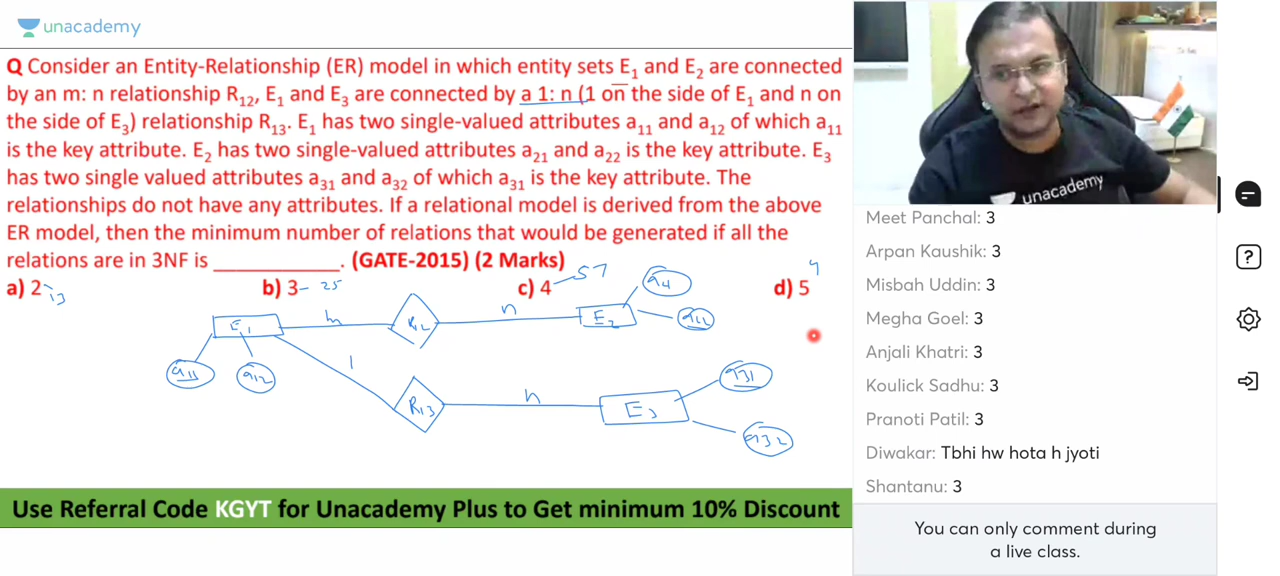 unacademy
Q Consider an Entity-Relationship (ER) model in which entity sets E₁ and E₂ are connected
by an m: n relationship R₁₂, E₁ and E₃ are connected by a 1: n (1 on the side of E₁ and n on
the side of E₃) relationship R₁₃. E₁ has two single-valued attributes a₁₁ and a₁₂ of which a₁₁
is the key attribute. E₂ has two single-valued attributes a₂₁ and a₂₂ is the key attribute. E₃
has two single valued attributes a₃₁ and a₃₂ of which a₃₁ is the key attribute. The
relationships do not have any attributes. If a relational model is derived from the above
ER model, then the minimum number of relations that would be generated if all the
relations are in 3NF is ____________. (GATE-2015) (2 Marks)
a) 2 13 b) 3 – 25 c) 4 57 d) 5 4
E₁ m R₁₂ n E₂
a₁₁ a₁₂ 1 a₃₁
R₁₃ n E₃
a₃₂
Use Referral Code KGYT for Unacademy Plus to Get minimum 10% Discount
unacademy
Meet Panchal: 3
Arpan Kaushik: 3
Misbah Uddin: 3
Megha Goel: 3
Anjali Khatri: 3
Koulick Sadhu: 3
Pranoti Patil: 3
Diwakar: Tbhi hw hota h jyoti
Shantanu: 3
You can only comment during
a live class.